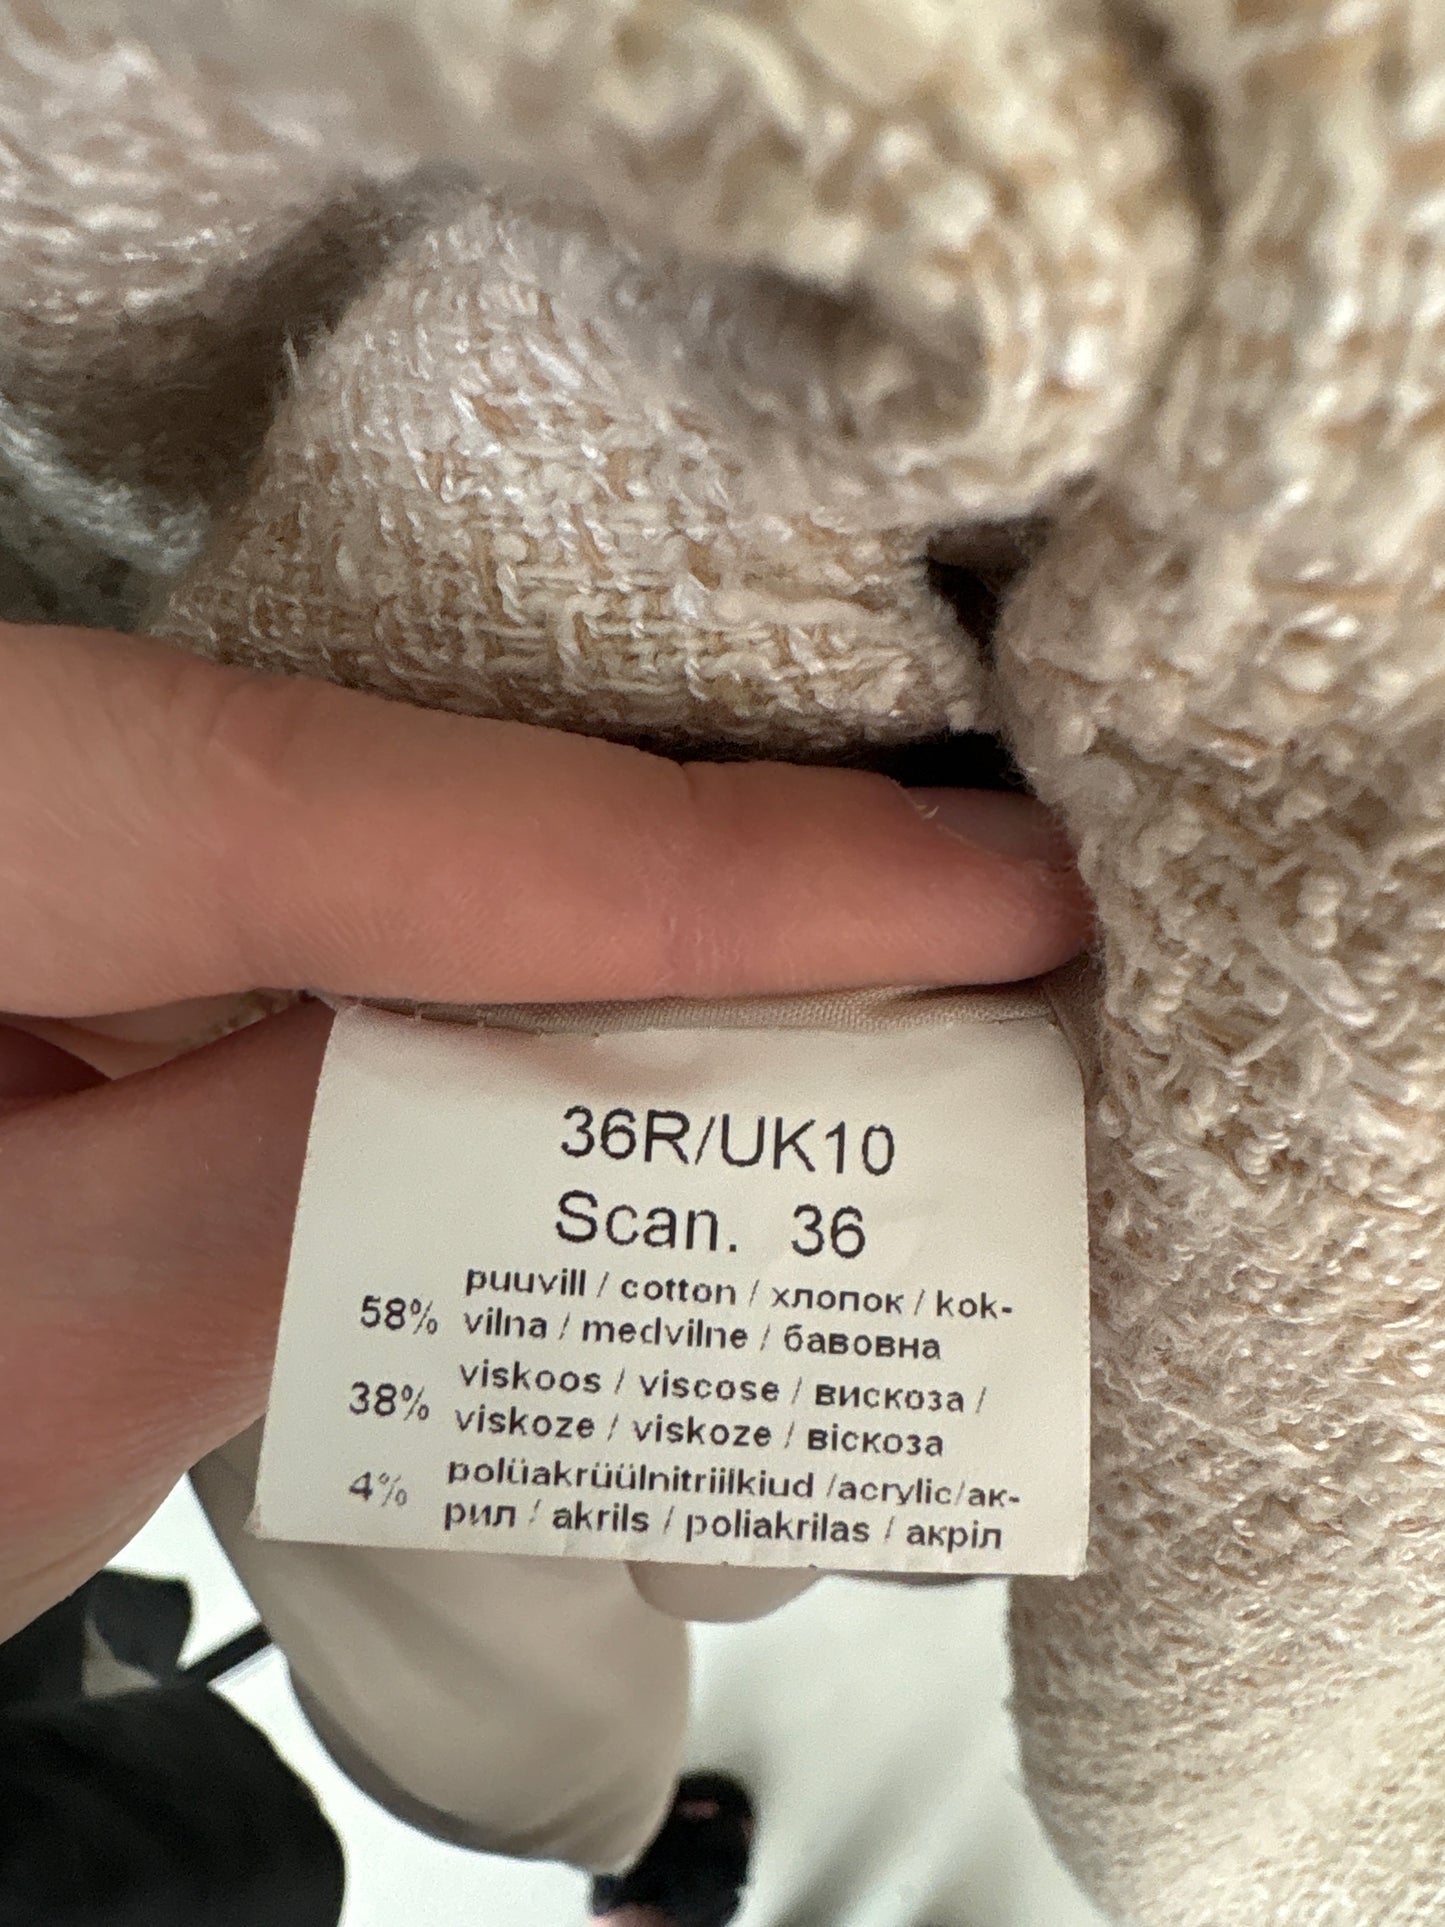 36R/UK10
Scan. 36
58% puuvill / cotton / хлопок / kok-
vilna / medvilne / бавовна
38% viskoos / viscose / вискоза /
viskoze / viskoze / віскоза
4% polüakrüülnitriilkiud /acrylic/ак-
рил / akrils / poliakrilas / акріл